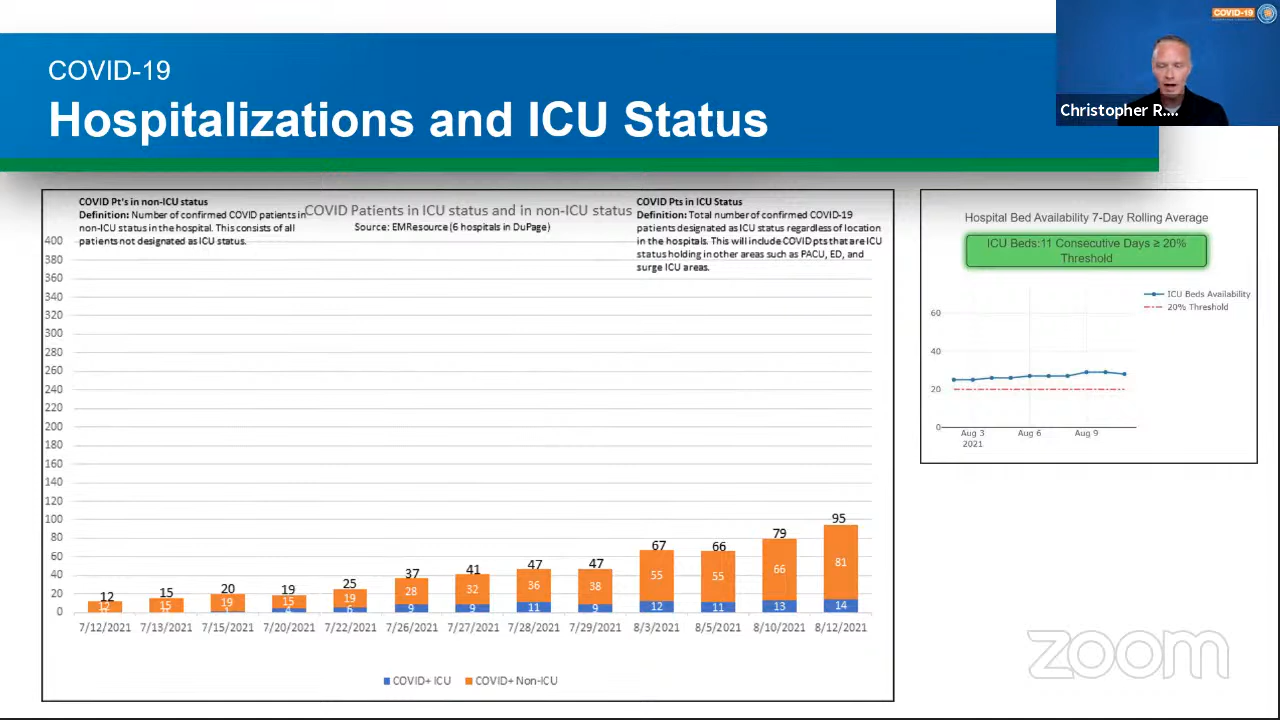 COVID-19
Christopher R....
COVID-19
Hospitalizations and ICU Status
COVID Pt's in non-ICU status
Definition: Number of confirmed COVID patients in
non-ICU status in the hospital. This consists of all
patients not designated as ICU status.
COVID Patients in ICU status and in non-ICU status
Source: EMResource (6 hospitals in DuPage)
COVID Pts in ICU Status
Definition: Total number of confirmed COVID-19
patients designated as ICU status regardless of location
in the hospitals. This will include COVID pts that are ICU
status holding in other areas such as PACU, ED, and
surge ICU areas.
400
380
360
340
320
300
280
260
240
220
200
180
160
140
120
100
80
60
40
20
0
12 15 20 19 25 37 41 47 47 67 66 79 95
12 15 19 15 19 28 32 36 38 55 55 66 81
0 0 1 4 6 9 9 11 9 12 11 13 14
7/12/2021 7/13/2021 7/15/2021 7/20/2021 7/22/2021 7/26/2021 7/27/2021 7/28/2021 7/29/2021 8/3/2021 8/5/2021 8/10/2021 8/12/2021
COVID+ ICU COVID+ Non-ICU
Hospital Bed Availability 7-Day Rolling Average
ICU Beds:11 Consecutive Days ≥ 20%
Threshold
ICU Beds Availability
20% Threshold
60
40
20
0
Aug 3 Aug 6 Aug 9
2021
zoom